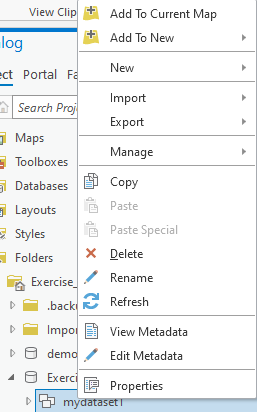 View Clip
Add To Current Map
Add To New
alog
ect Portal Fa
New
Search Proj
Import
Export
Maps
Manage
Toolboxes
Databases
Copy
Layouts
Paste
Styles
Paste Special
Folders
Delete
Exercise_
Rename
.backu
Refresh
Impor
View Metadata
demo
Edit Metadata
Exerci
Properties
mydataset1